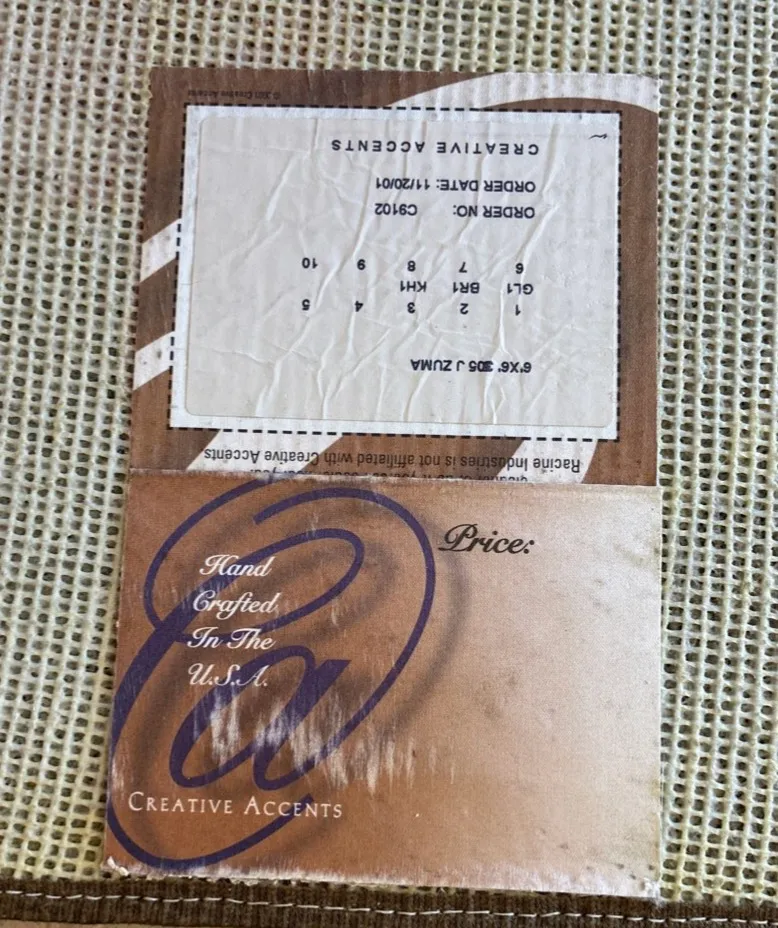 Racine Industries is not affiliated with Creative Accents
6'X6' 305 J ZUMA
1 2 3 4 5
GL1 BR1 KH1
6 7 8 9 10
ORDER NO: C9102
ORDER DATE: 11/20/01
CREATIVE ACCENTS
Price:
Hand
Crafted
In The
U.S.A.
a
CREATIVE ACCENTS